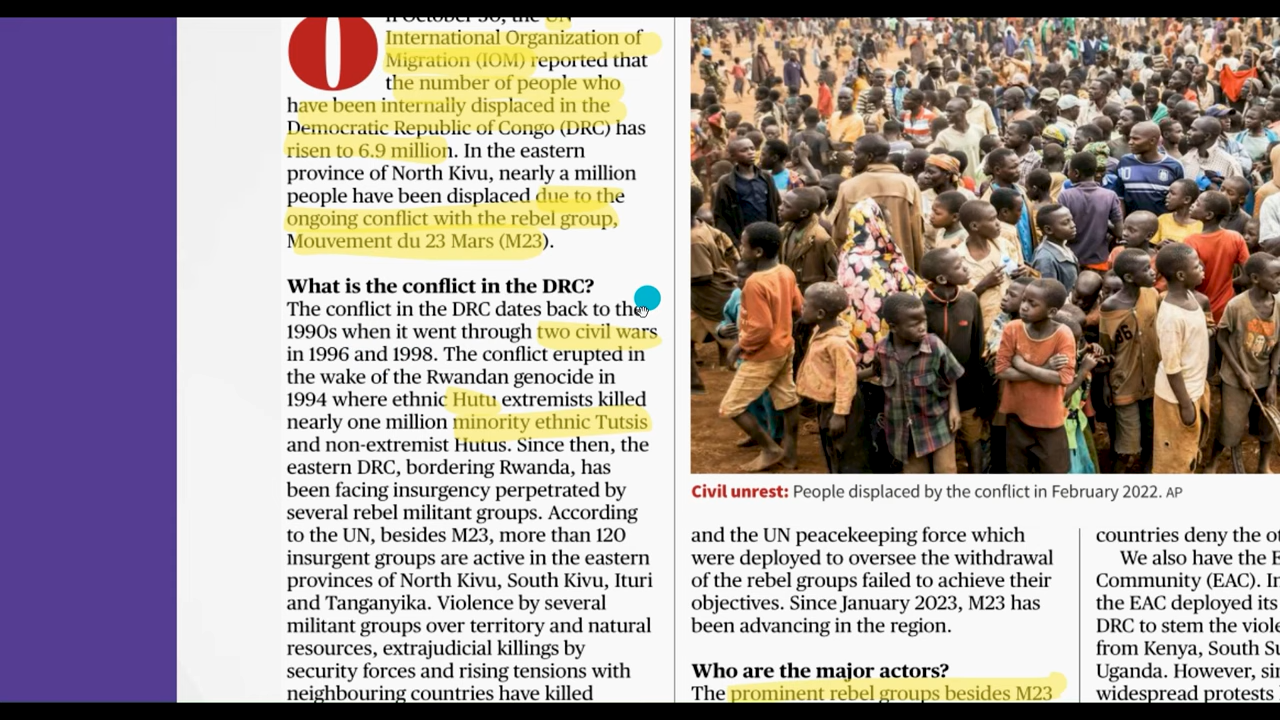 n October 30, the UN
International Organization of
Migration (IOM) reported that
the number of people who
have been internally displaced in the
Democratic Republic of Congo (DRC) has
risen to 6.9 million. In the eastern
province of North Kivu, nearly a million
people have been displaced due to the
ongoing conflict with the rebel group,
Mouvement du 23 Mars (M23).
What is the conflict in the DRC?
The conflict in the DRC dates back to the
1990s when it went through two civil wars
in 1996 and 1998. The conflict erupted in
the wake of the Rwandan genocide in
1994 where ethnic Hutu extremists killed
nearly one million minority ethnic Tutsis
and non-extremist Hutus. Since then, the
eastern DRC, bordering Rwanda, has
been facing insurgency perpetrated by
several rebel militant groups. According
to the UN, besides M23, more than 120
insurgent groups are active in the eastern
provinces of North Kivu, South Kivu, Ituri
and Tanganyika. Violence by several
militant groups over territory and natural
resources, extrajudicial killings by
security forces and rising tensions with
neighbouring countries have killed
Civil unrest: People displaced by the conflict in February 2022. AP
and the UN peacekeeping force which
were deployed to oversee the withdrawal
of the rebel groups failed to achieve their
objectives. Since January 2023, M23 has
been advancing in the region.
Who are the major actors?
The prominent rebel groups besides M23
countries deny the ot
We also have the E
Community (EAC). In
the EAC deployed its
DRC to stem the viole
from Kenya, South Su
Uganda. However, sin
widespread protests